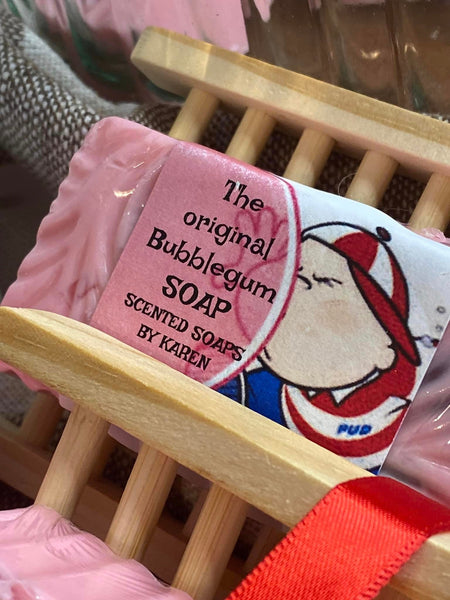 The
original
Bubblegum
SOAP
SCENTED SOAPS
BY KAREN
PUD